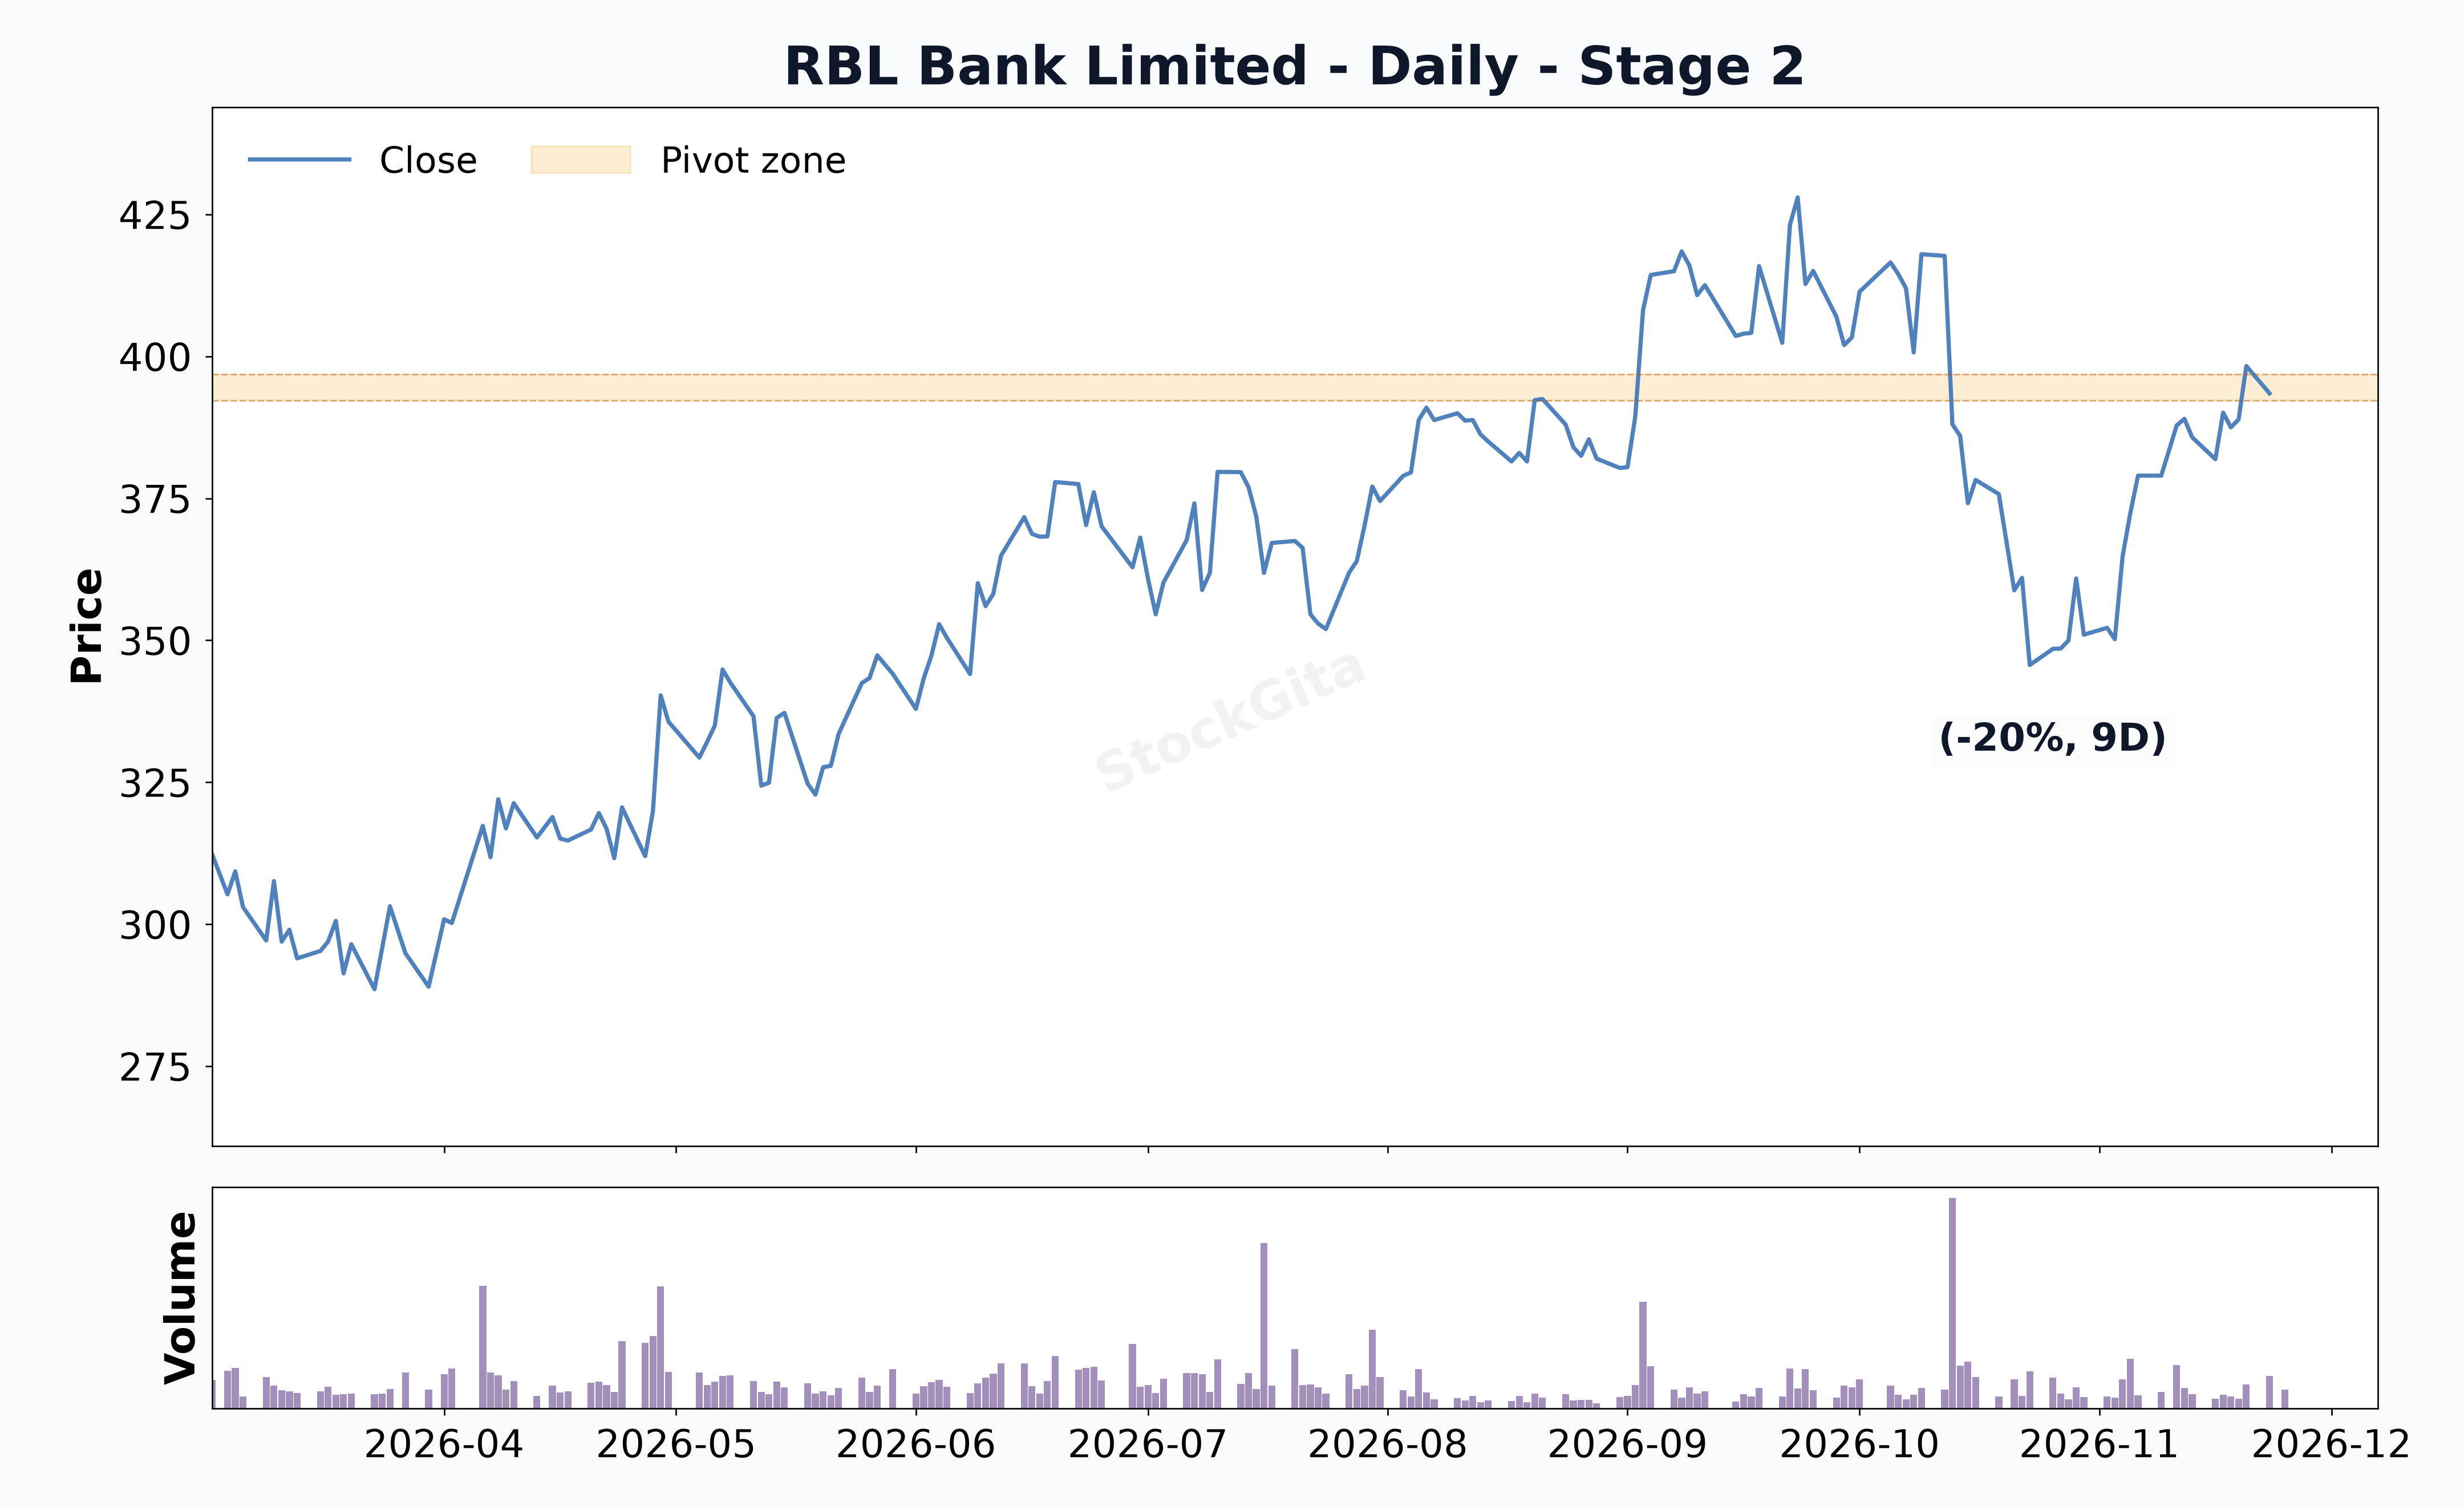 RBL Bank Limited - Daily - Stage 2
Close
Pivot zone
425
400
375
350
325
300
275
Price
StockGita
(-20%, 9D)
Volume
2026-04
2026-05
2026-06
2026-07
2026-08
2026-09
2026-10
2026-11
2026-12